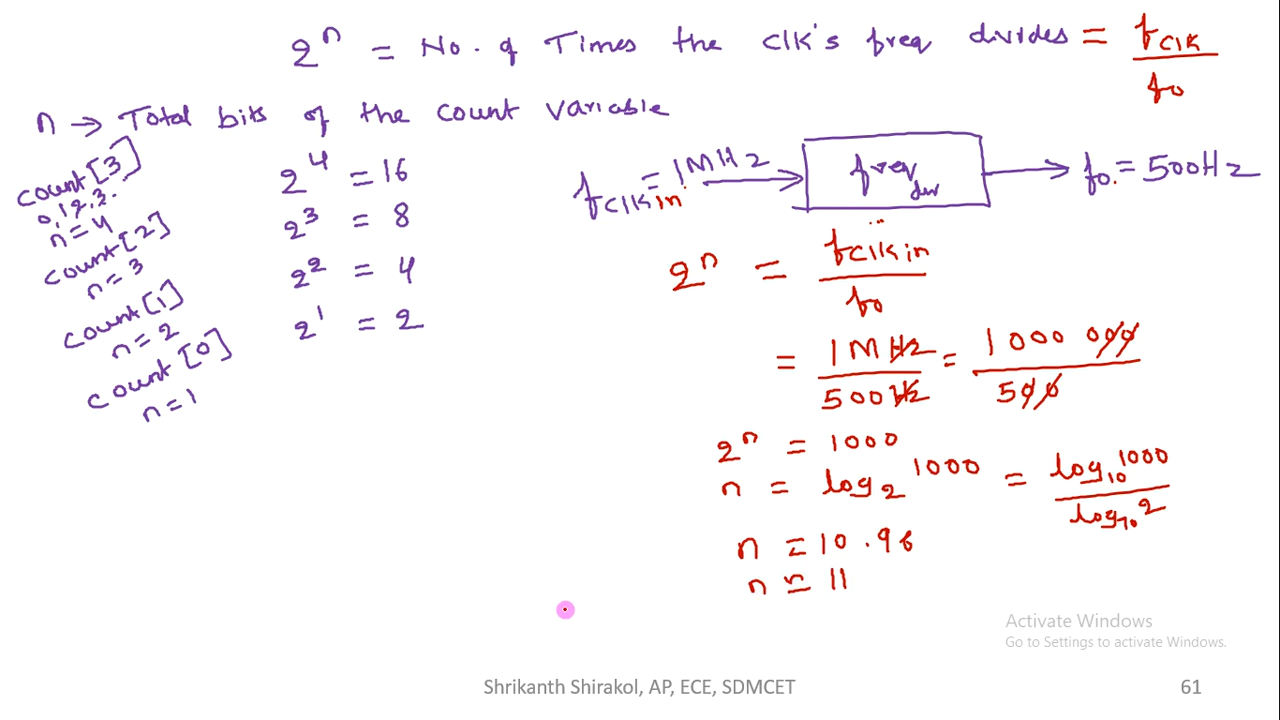 2^n = No. of Times the clk's freq divides = fclk / fo
n → Total bits of the count variable
count[3]
0,1,2,3.
n=4
2^4 = 16
count[2]
n=3
2^3 = 8
count[1]
n=2
2^2 = 4
count[0]
n=1
2^1 = 2
fclkin = 1MHz → freq div → fo. = 500Hz
2^n = fclkin / fo
= 1MHz / 500Hz = 1000 000 / 500
2^n = 1000
n = log2 1000 = log10 1000 / log10 2
n = 10.96
n ≈ 11
Activate Windows
Go to Settings to activate Windows.
Shrikanth Shirakol, AP, ECE, SDMCET
61